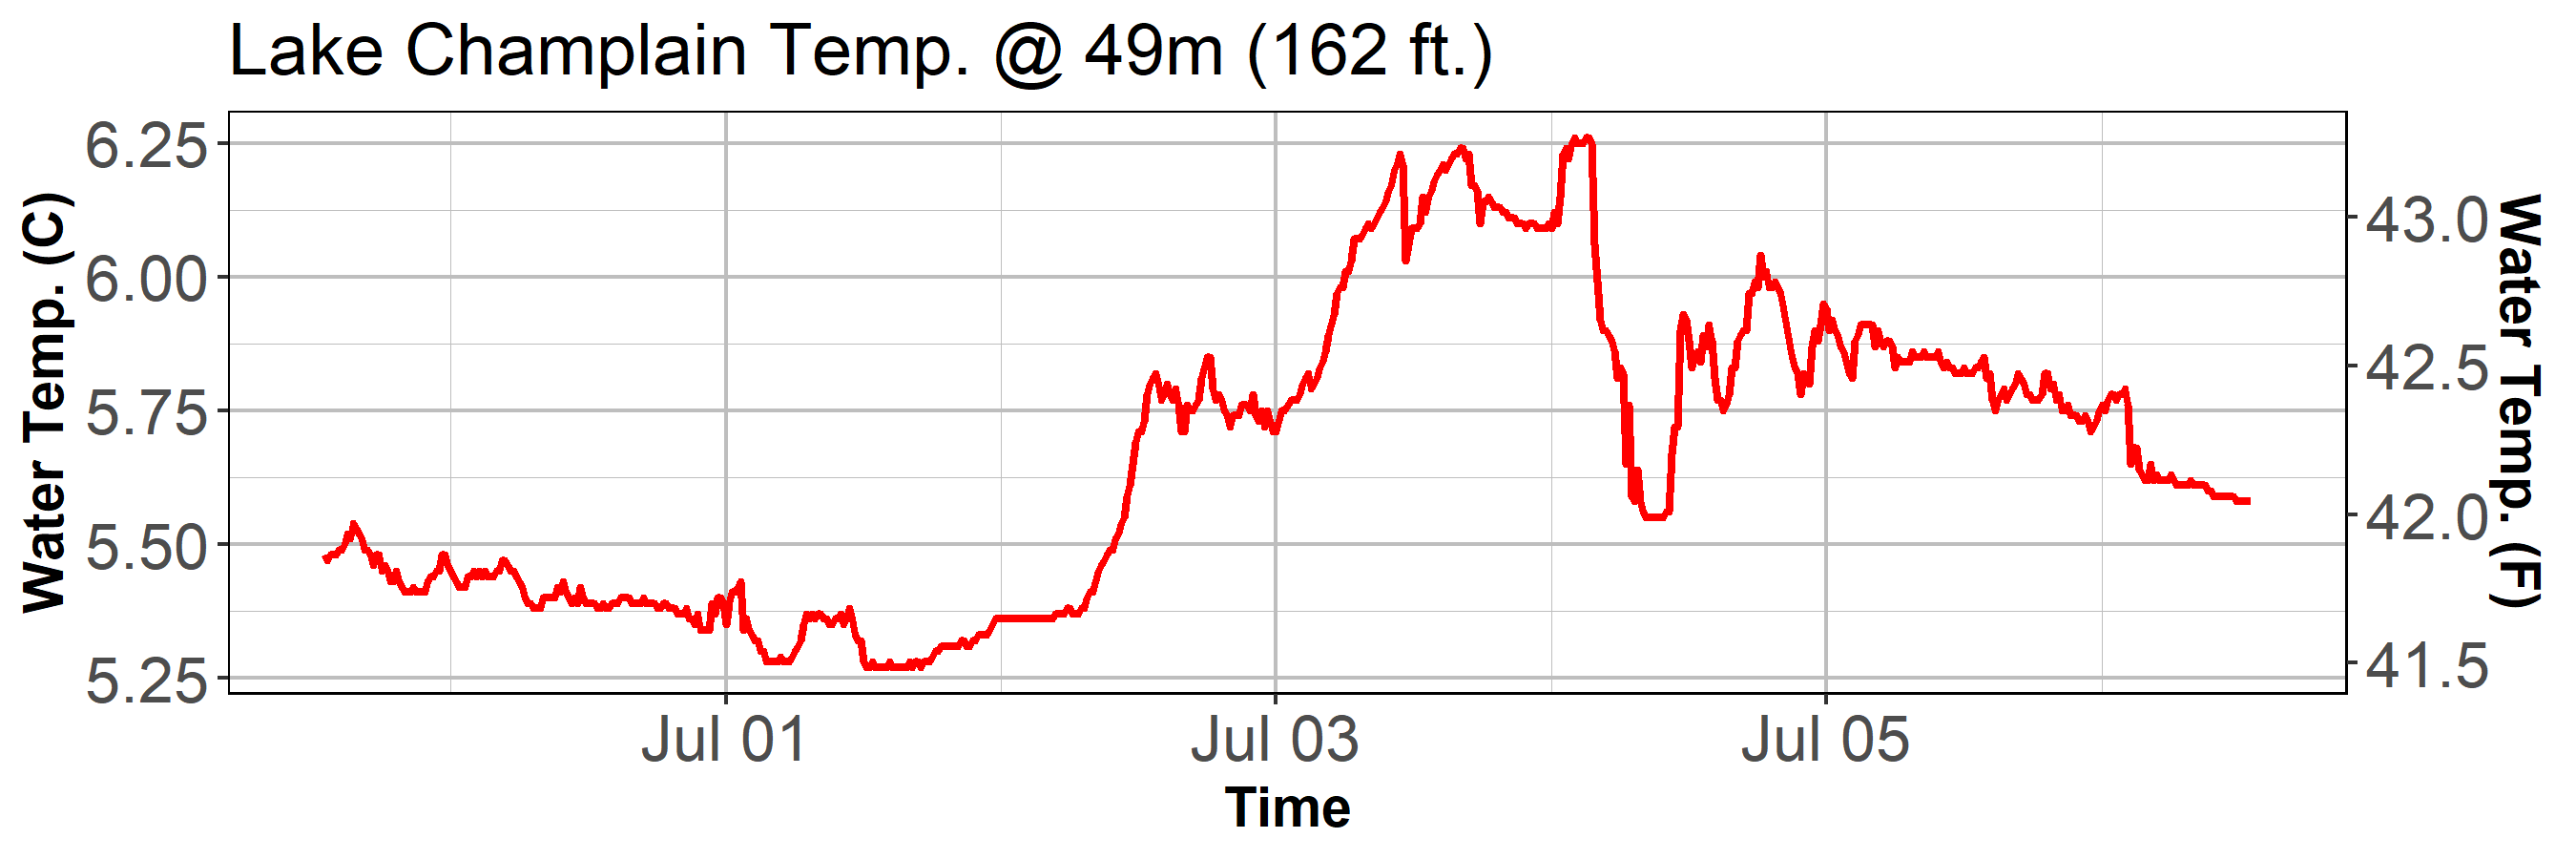 Lake Champlain Temp. @ 49m (162 ft.)
Water Temp. (C)
6.25
6.00
5.75
5.50
5.25
43.0
42.5
42.0
41.5
Water Temp. (F)
Jul 01
Jul 03
Jul 05
Time